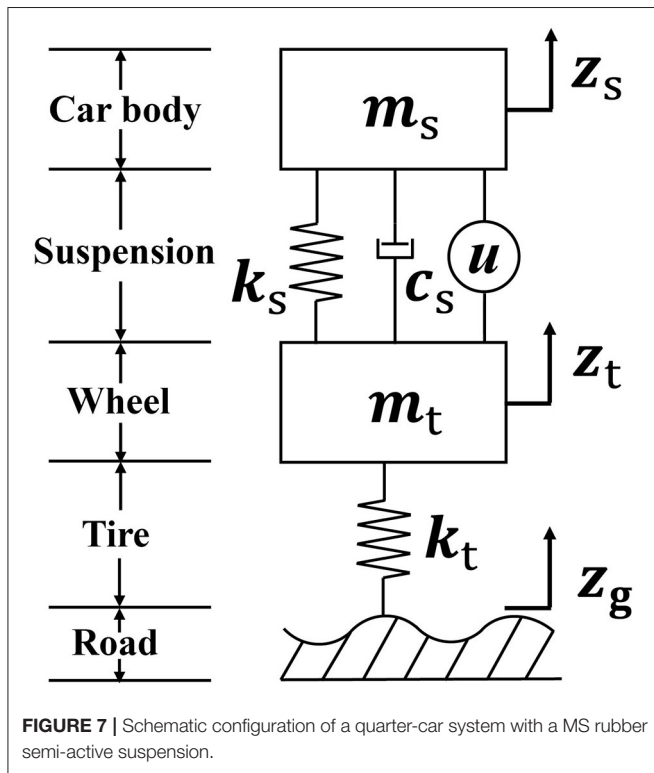 Car body
m_s
z_s
Suspension
k_s
c_s
u
Wheel
m_t
z_t
Tire
k_t
z_g
Road
FIGURE 7 | Schematic configuration of a quarter-car system with a MS rubber
semi-active suspension.